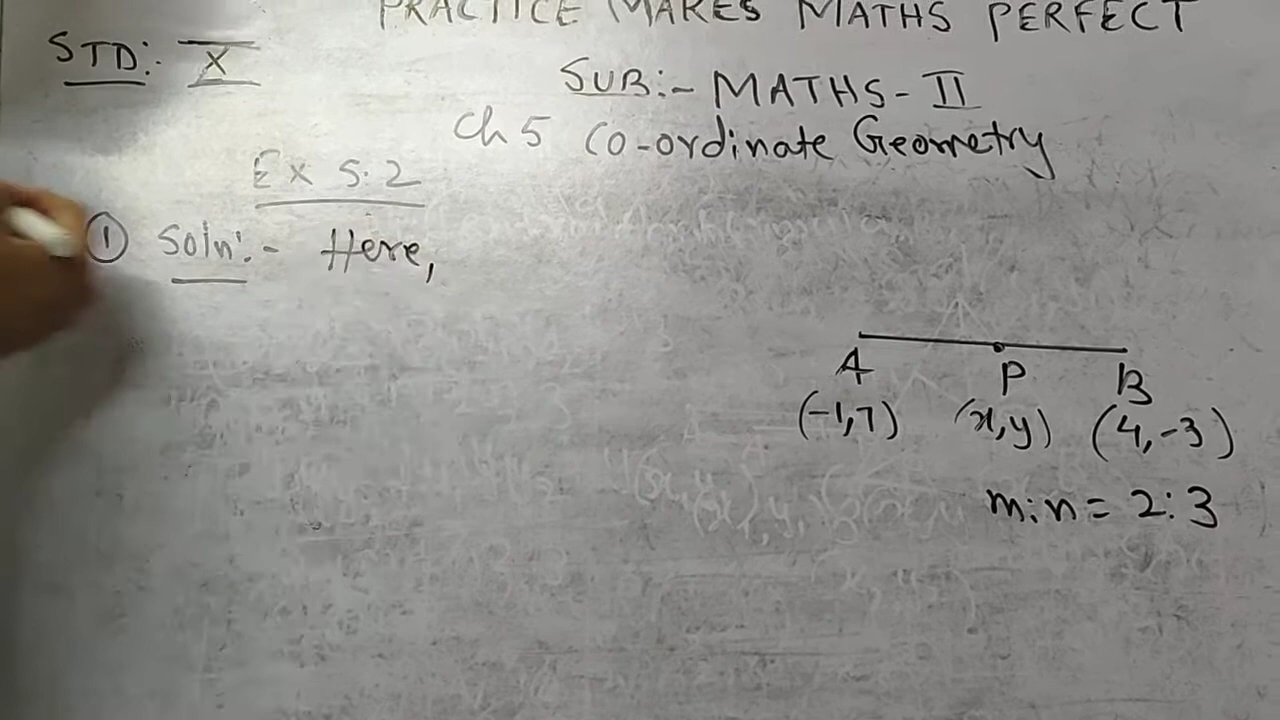 PRACTICE MAKES MATHS PERFECT
STD:- X
SUB:- MATHS-II
Ch 5 Co-ordinate Geometry
Ex 5.2
① Soln:- Here,
A P B
(-1,7) (x,y) (4,-3)
m:n = 2:3